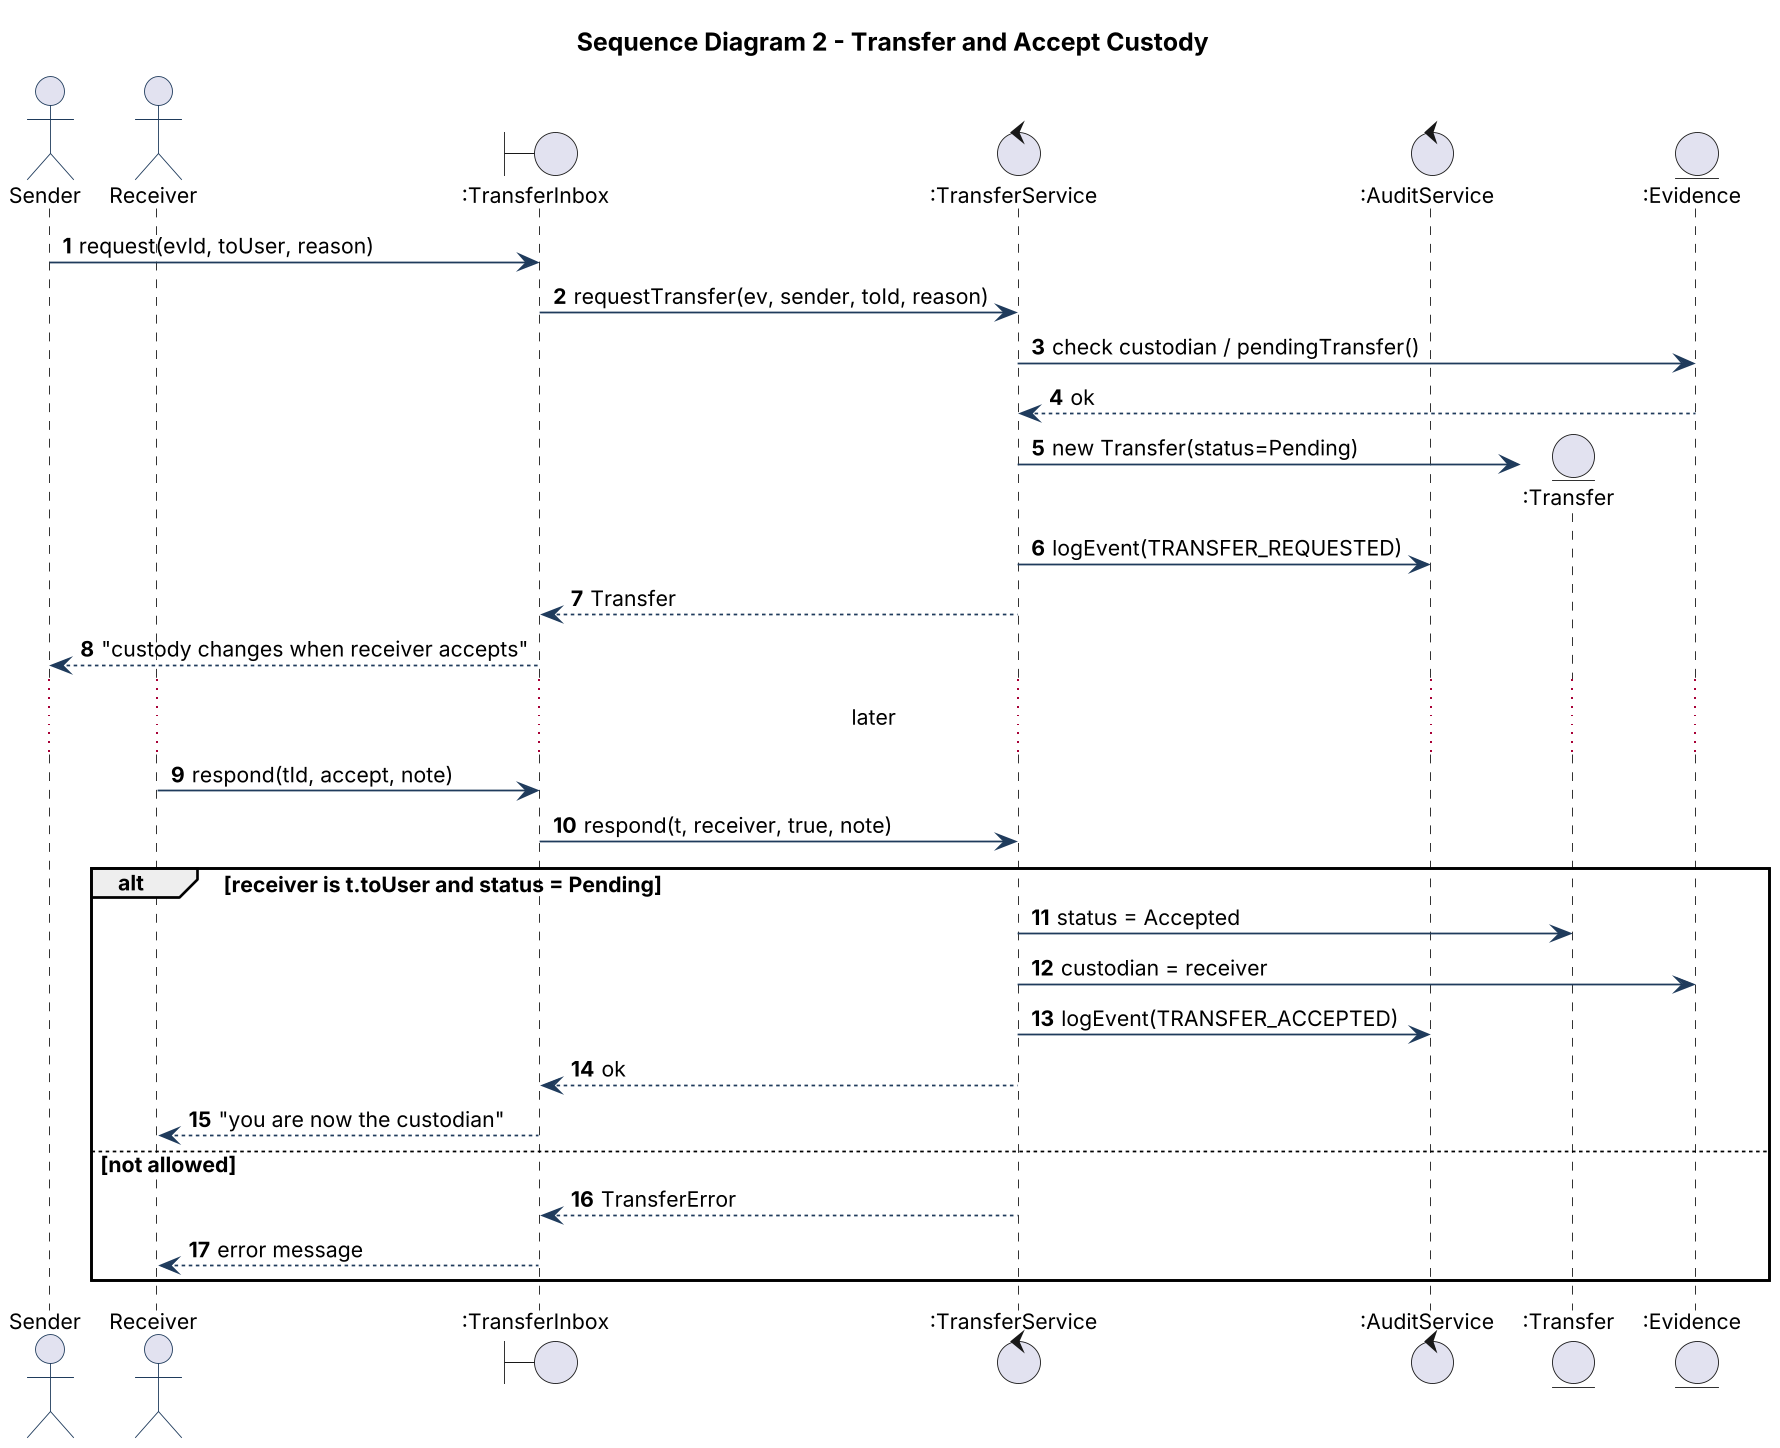 Sequence Diagram 2 - Transfer and Accept Custody
Sender
Receiver
:TransferInbox
:TransferService
:AuditService
:Evidence
1 request(evId, toUser, reason)
2 requestTransfer(ev, sender, toId, reason)
3 check custodian / pendingTransfer()
4 ok
5 new Transfer(status=Pending)
:Transfer
6 logEvent(TRANSFER_REQUESTED)
7 Transfer
8 "custody changes when receiver accepts"
later
9 respond(tId, accept, note)
10 respond(t, receiver, true, note)
alt
[receiver is t.toUser and status = Pending]
11 status = Accepted
12 custodian = receiver
13 logEvent(TRANSFER_ACCEPTED)
14 ok
15 "you are now the custodian"
[not allowed]
16 TransferError
17 error message
Sender
Receiver
:TransferInbox
:TransferService
:AuditService
:Transfer
:Evidence